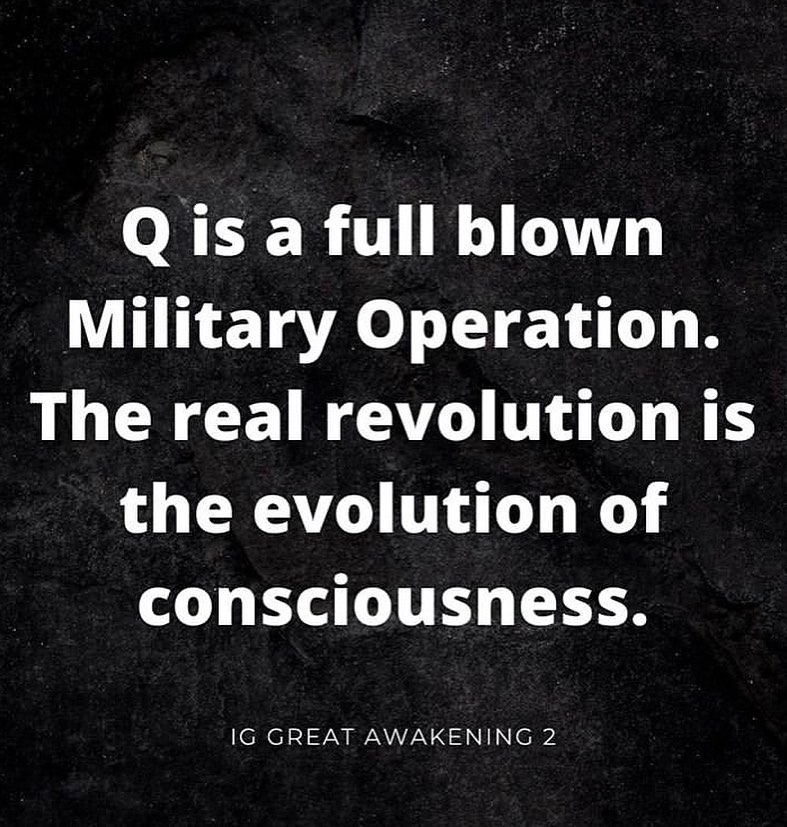 Q is a full blown
Military Operation.
The real revolution is
the evolution of
consciousness.
IG GREAT AWAKENING 2